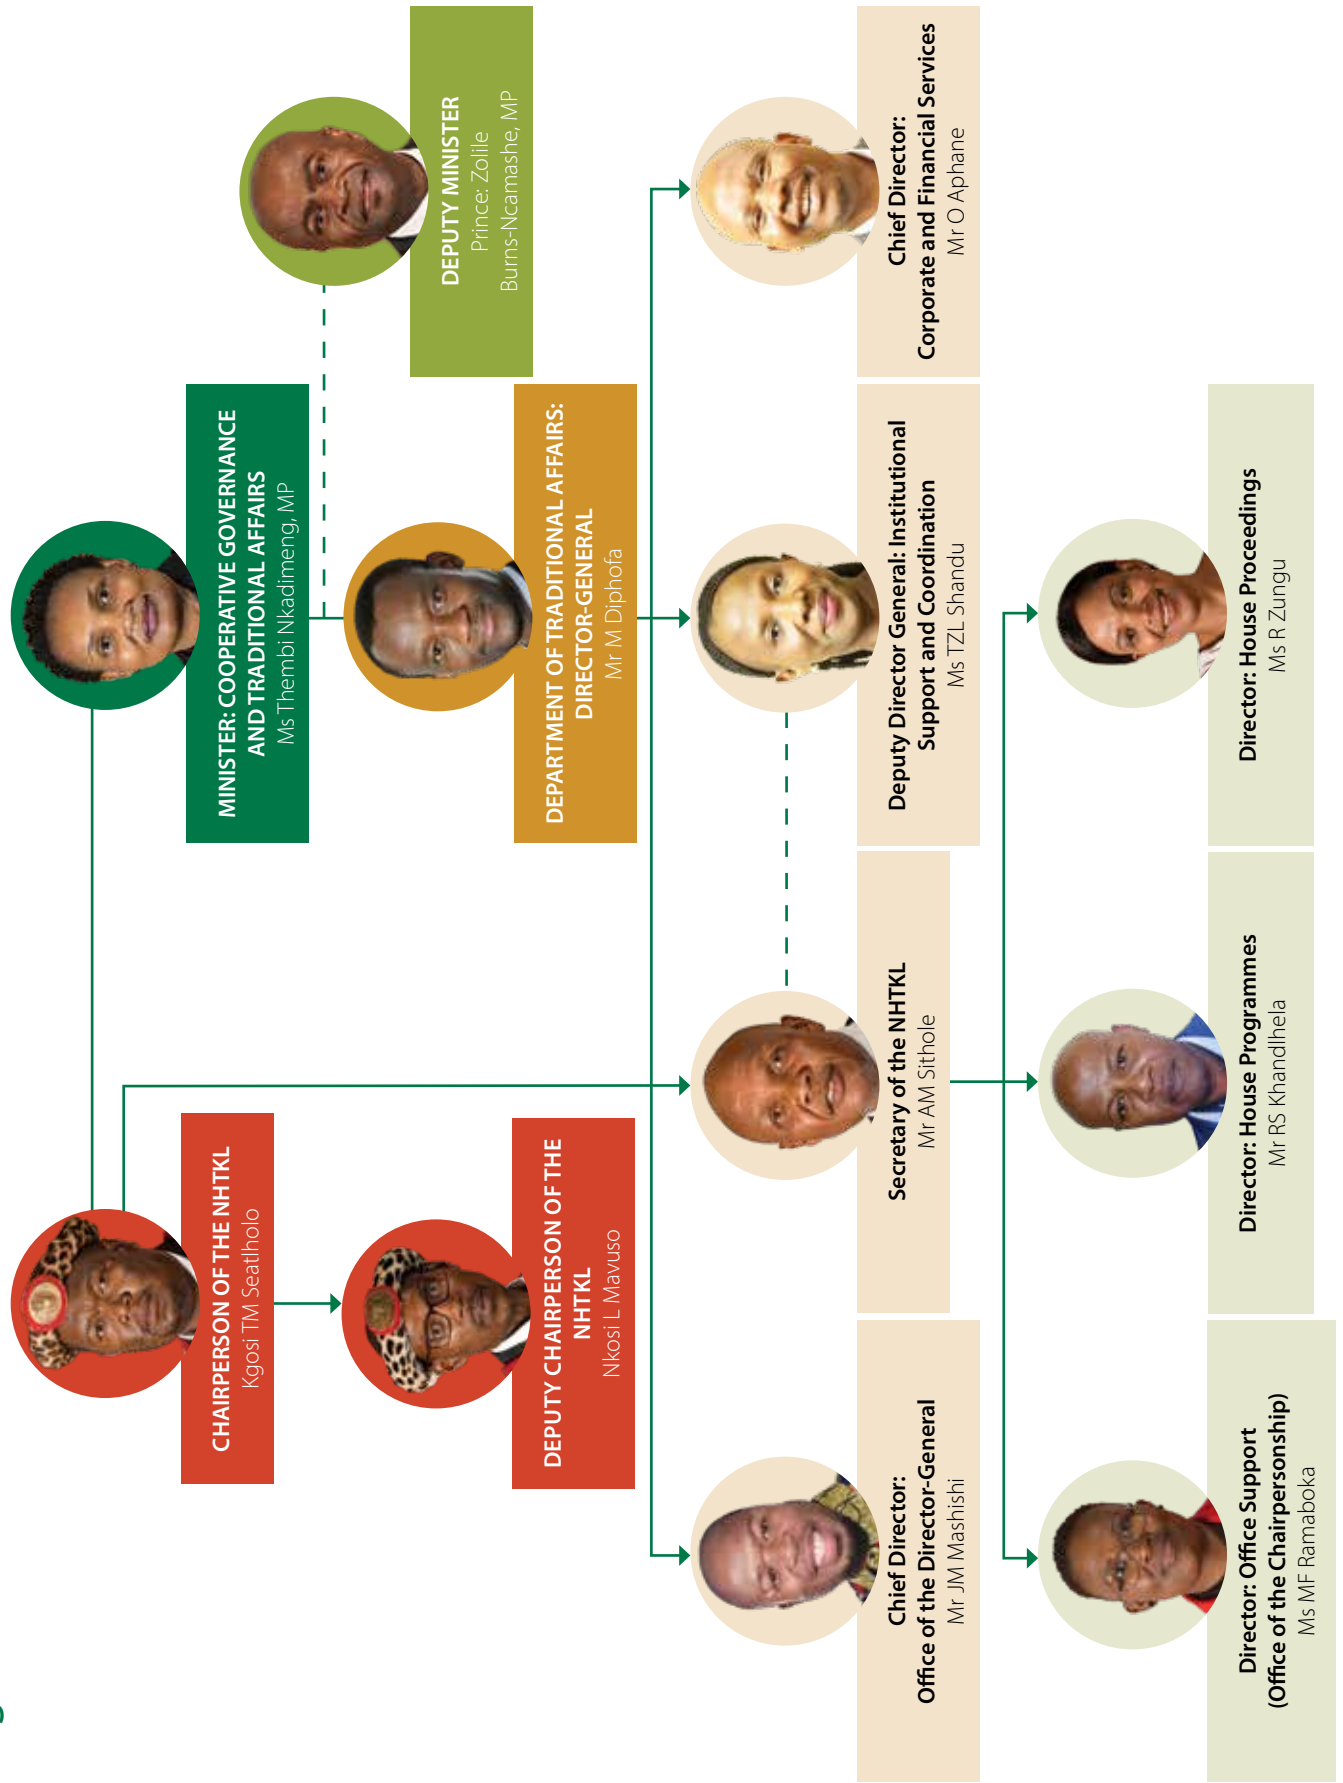 CHAIRPERSON OF THE NHTKL
Kgosi TM Seatlholo
MINISTER: COOPERATIVE GOVERNANCE
AND TRADITIONAL AFFAIRS
Ms Thembi Nkadimeng, MP
DEPUTY MINISTER
Prince: Zolile
Burns-Ncamashe, MP
DEPUTY CHAIRPERSON OF THE
NHTKL
Nkosi L Mavuso
DEPARTMENT OF TRADITIONAL AFFAIRS:
DIRECTOR-GENERAL
Mr M Diphofa
Chief Director:
Office of the Director-General
Mr JM Mashishi
Secretary of the NHTKL
Mr AM Sithole
Deputy Director General: Institutional
Support and Coordination
Ms TZL Shandu
Chief Director:
Corporate and Financial Services
Mr O Aphane
Director: Office Support
(Office of the Chairpersonship)
Ms MF Ramaboka
Director: House Programmes
Mr RS Khandlhela
Director: House Proceedings
Ms R Zungu